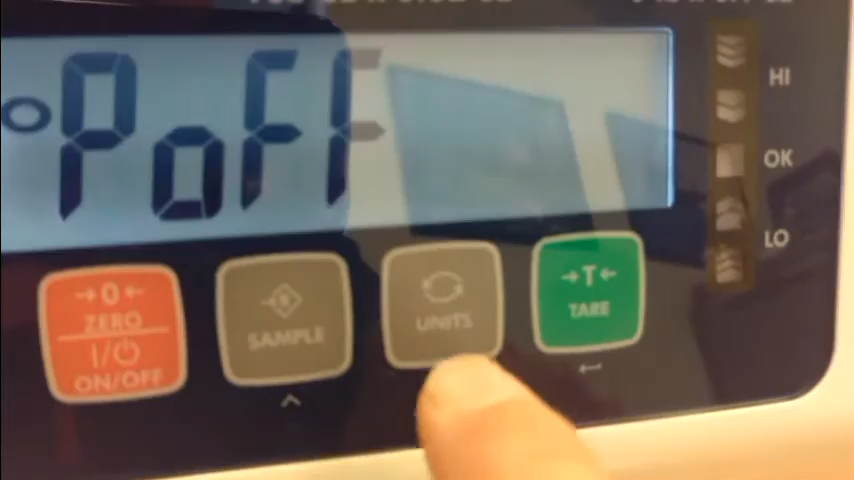 PoFF
HI
OK
LO
→0←
ZERO
I/⏻
ON/OFF
SAMPLE
UNITS
→T←
TARE